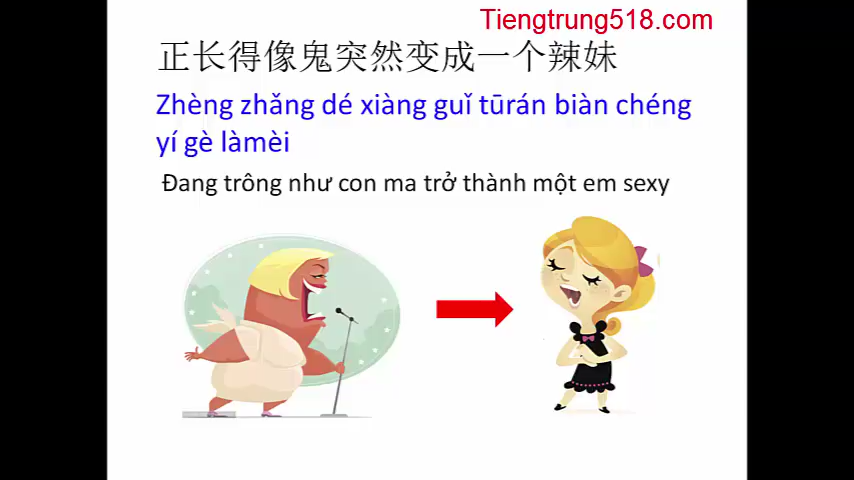 Tiengtrung518.com
正长得像鬼突然变成一个辣妹
Zhèng zhǎng dé xiàng guǐ tūrán biàn chéng
yí gè làmèi
Đang trông như con ma trở thành một em sexy